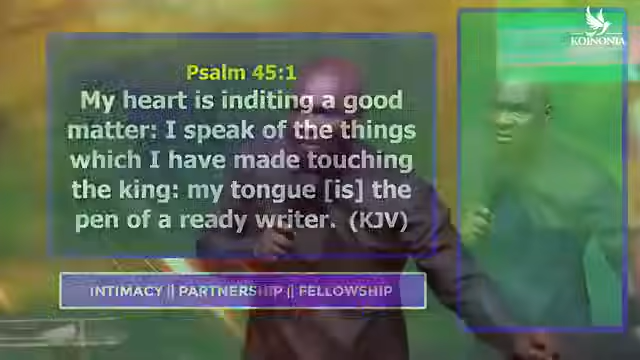 KOINONIA
Psalm 45:1
My heart is inditing a good
matter: I speak of the things
which I have made touching
the king: my tongue [is] the
pen of a ready writer. (KJV)
INTIMACY || PARTNERSHIP || FELLOWSHIP